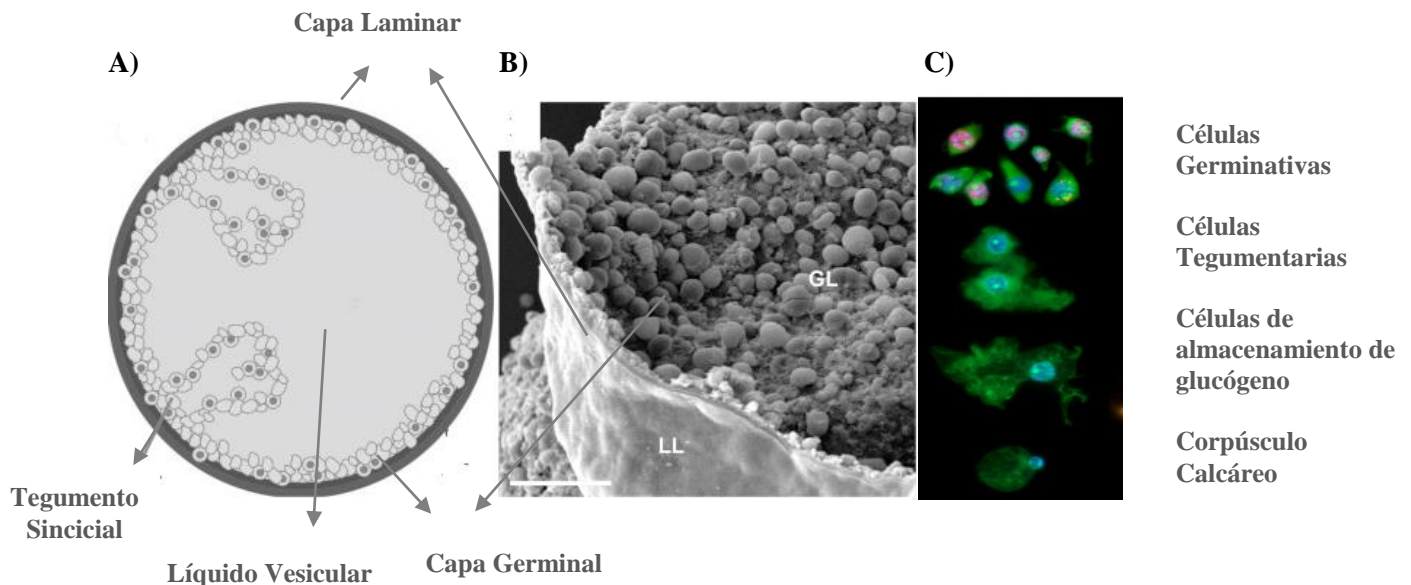 Capa Laminar
A)
B)
C)
Células
Germinativas
Células
Tegumentarias
GL
Células de
almacenamiento de
glucógeno
LL
Corpúsculo
Calcáreo
Tegumento
Sincicial
Líquido Vesicular
Capa Germinal